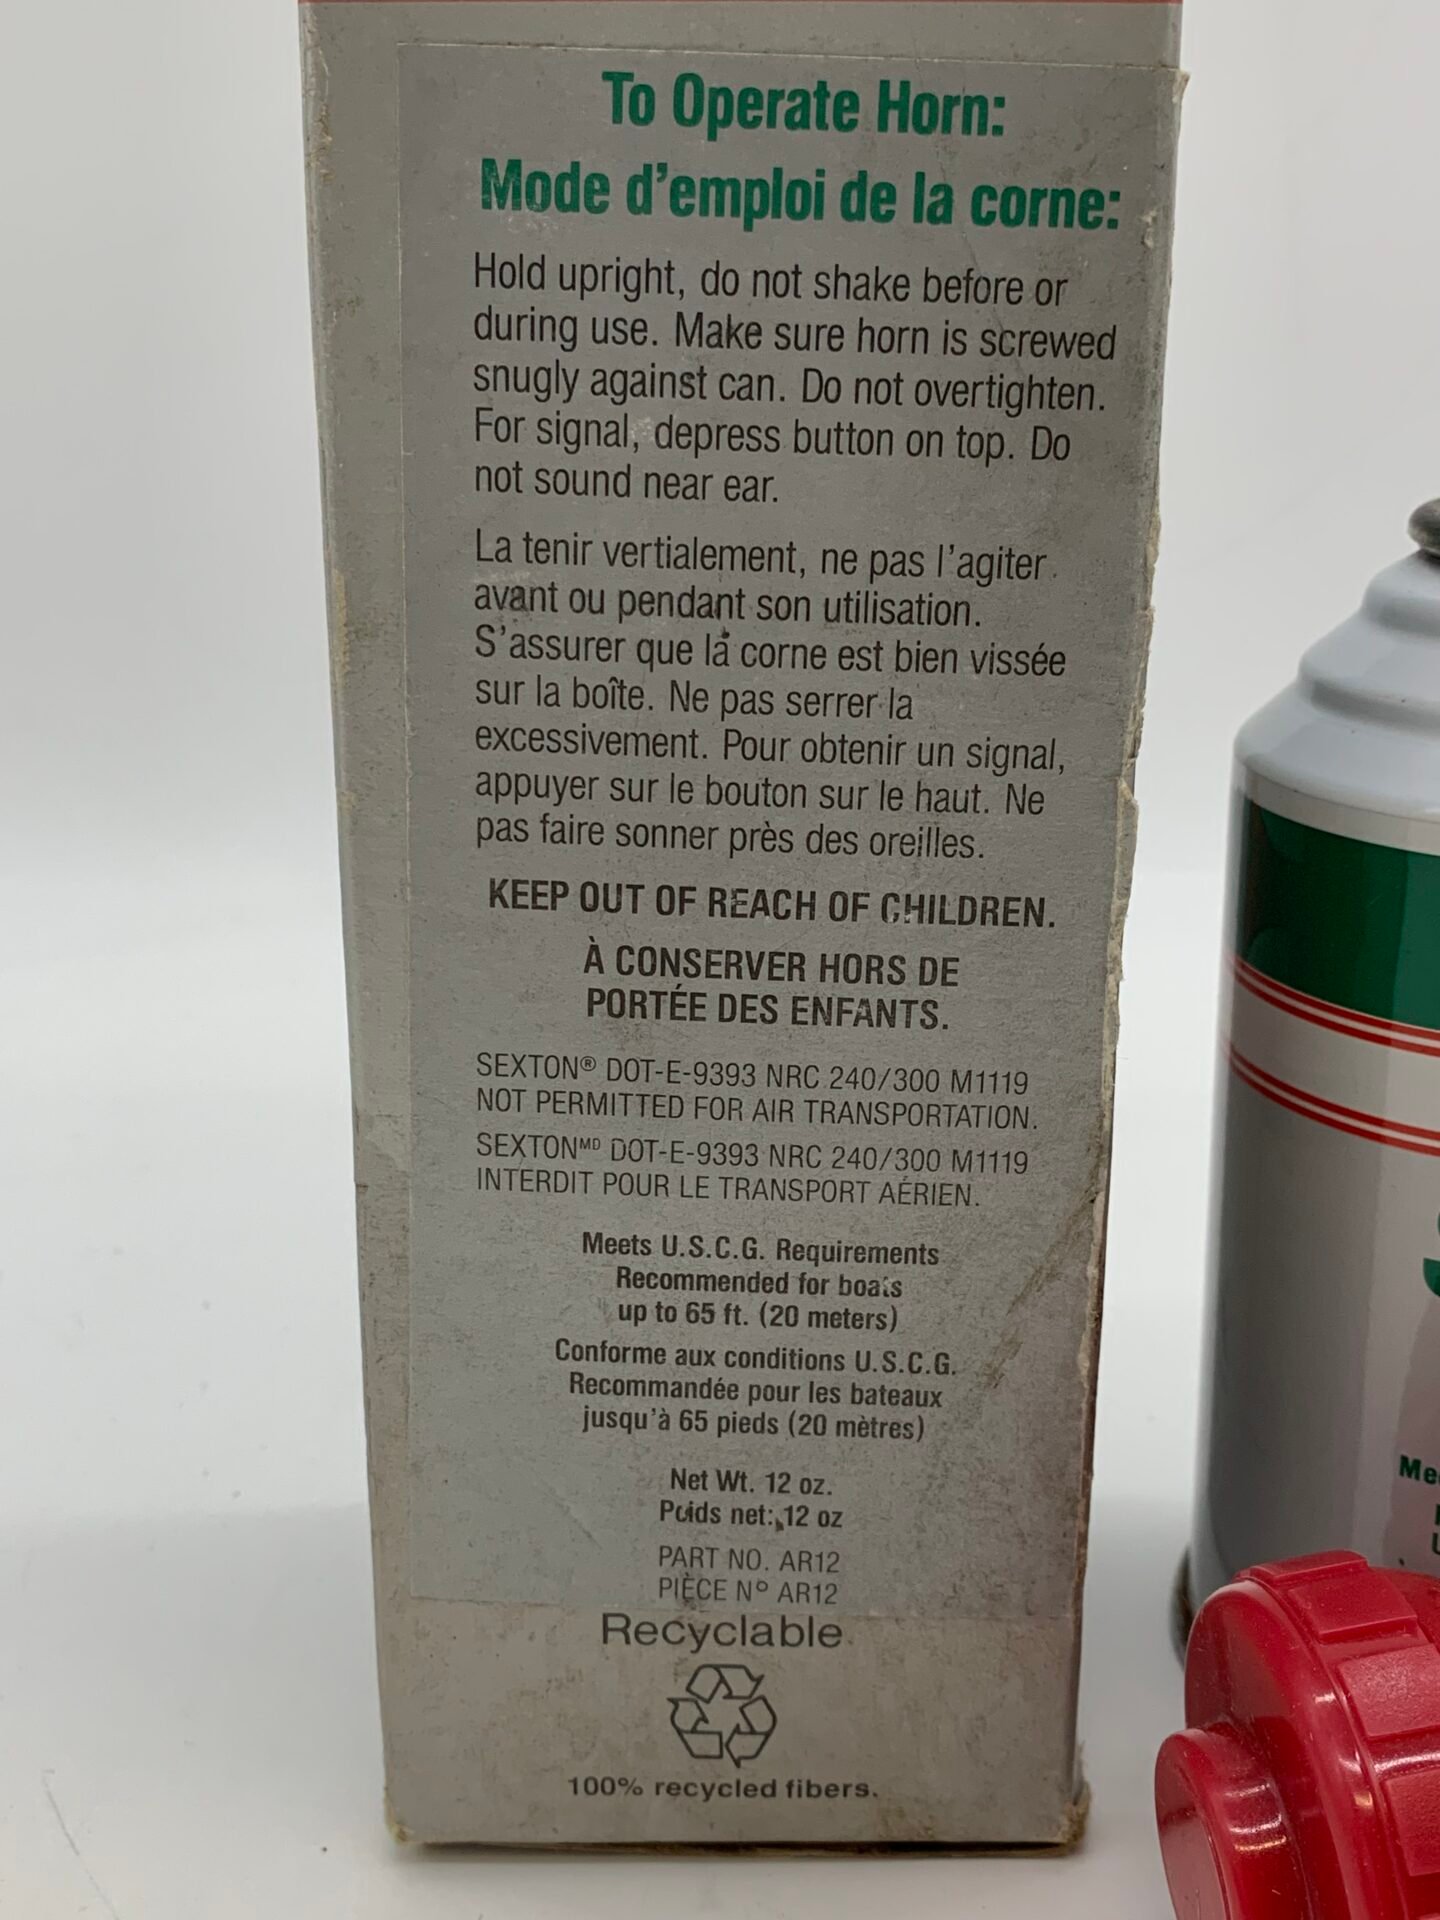 To Operate Horn:
Mode d'emploi de la corne:
Hold upright, do not shake before or
during use. Make sure horn is screwed
snugly against can. Do not overtighten.
For signal, depress button on top. Do
not sound near ear.
La tenir vertialement, ne pas l'agiter
avant ou pendant son utilisation.
S'assurer que la corne est bien vissée
sur la boîte. Ne pas serrer la
excessivement. Pour obtenir un signal,
appuyer sur le bouton sur le haut. Ne
pas faire sonner près des oreilles.
KEEP OUT OF REACH OF CHILDREN.
À CONSERVER HORS DE
PORTÉE DES ENFANTS.
SEXTON® DOT-E-9393 NRC 240/300 M1119
NOT PERMITTED FOR AIR TRANSPORTATION.
SEXTONᴹᴰ DOT-E-9393 NRC 240/300 M1119
INTERDIT POUR LE TRANSPORT AÉRIEN.
Meets U.S.C.G. Requirements
Recommended for boats
up to 65 ft. (20 meters)
Conforme aux conditions U.S.C.G.
Recommandée pour les bateaux
jusqu'à 65 pieds (20 mètres)
Net Wt. 12 oz.
Poids net: 12 oz
PART NO. AR12
PIÈCE Nº AR12
Recyclable
100% recycled fibers.
Me